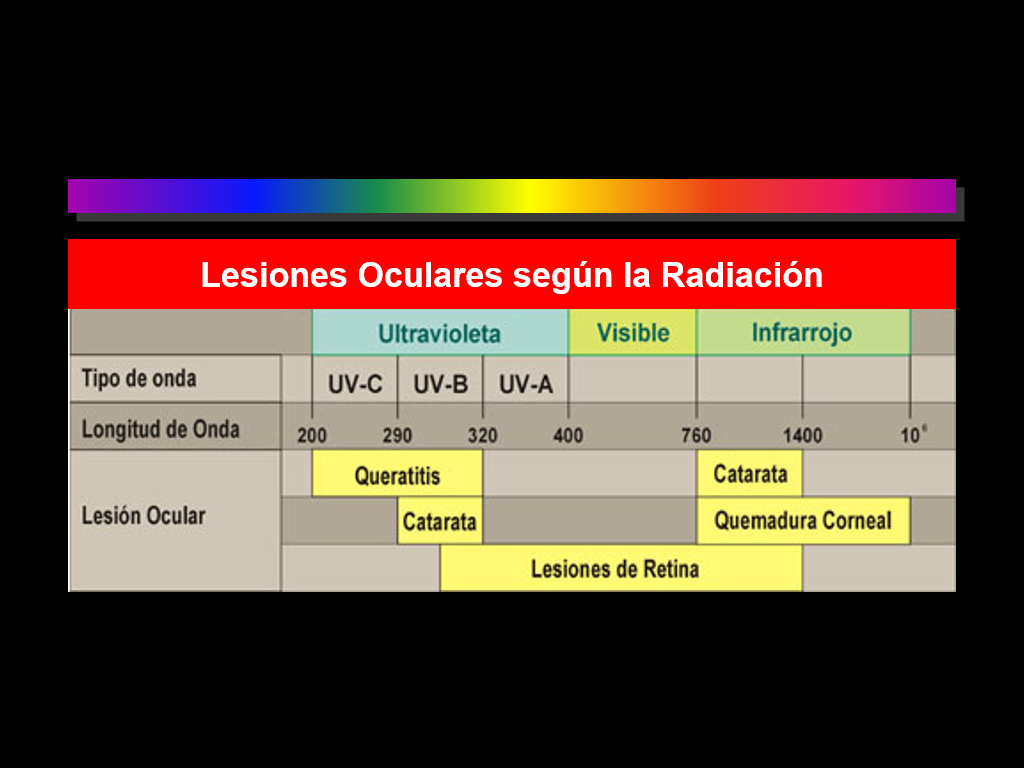 Lesiones Oculares según la Radiación
Ultravioleta Visible Infrarrojo
Tipo de onda UV-C UV-B UV-A
Longitud de Onda 200 290 320 400 760 1400 10⁶
Queratitis Catarata
Lesión Ocular Catarata Quemadura Corneal
Lesiones de Retina